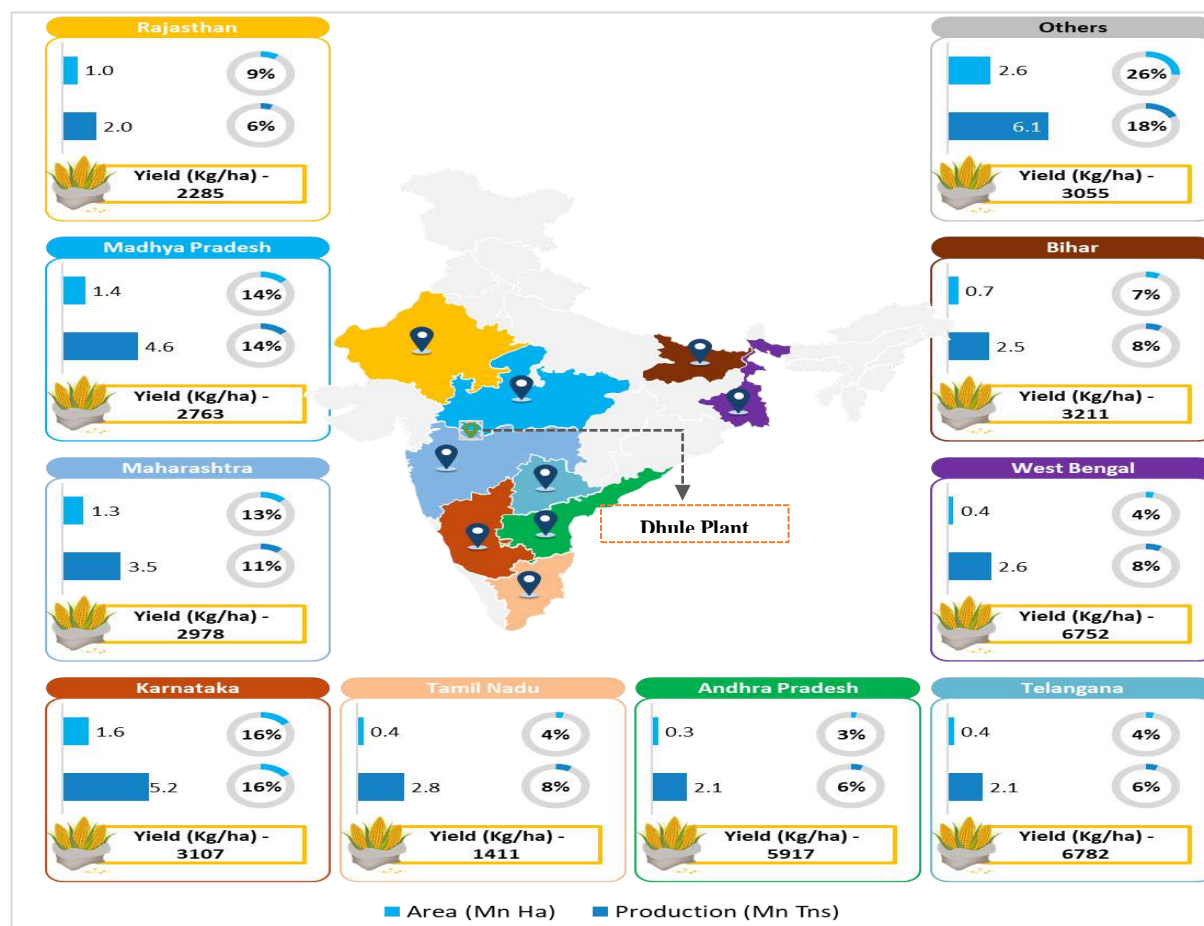 Rajasthan
1.0
9%
2.0
6%
Yield (Kg/ha) -
2285
Others
2.6
26%
6.1
18%
Yield (Kg/ha) -
3055
Madhya Pradesh
1.4
14%
4.6
14%
Yield (Kg/ha) -
2763
Bihar
0.7
7%
2.5
8%
Yield (Kg/ha) -
3211
Maharashtra
1.3
13%
3.5
11%
Yield (Kg/ha) -
2978
Dhule Plant
West Bengal
0.4
4%
2.6
8%
Yield (Kg/ha) -
6752
Karnataka
1.6
16%
5.2
16%
Yield (Kg/ha) -
3107
Tamil Nadu
0.4
4%
2.8
8%
Yield (Kg/ha) -
1411
Andhra Pradesh
0.3
3%
2.1
6%
Yield (Kg/ha) -
5917
Telangana
0.4
4%
2.1
6%
Yield (Kg/ha) -
6782
Area (Mn Ha) Production (Mn Tns)